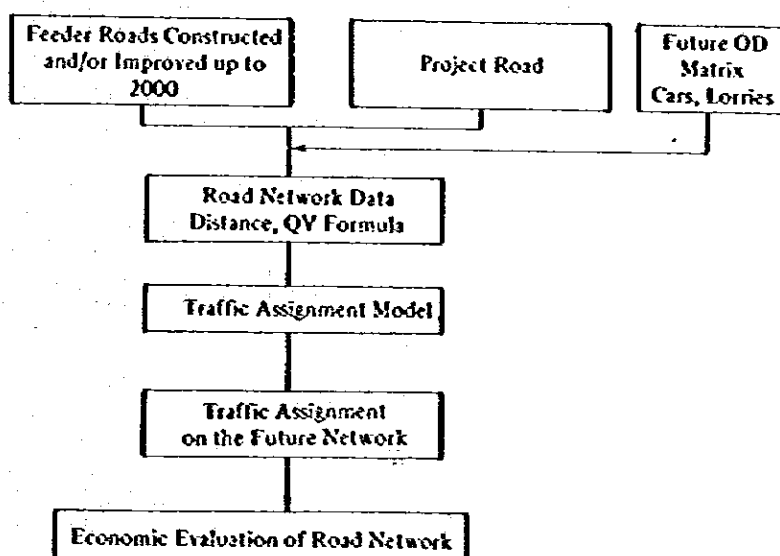 Feeder Roads Constructed
and/or Improved up to
2000
Project Road
Future OD
Matrix
Cars, Lorries
Road Network Data
Distance, QV Formula
Traffic Assignment Model
Traffic Assignment
on the Future Network
Economic Evaluation of Road Network